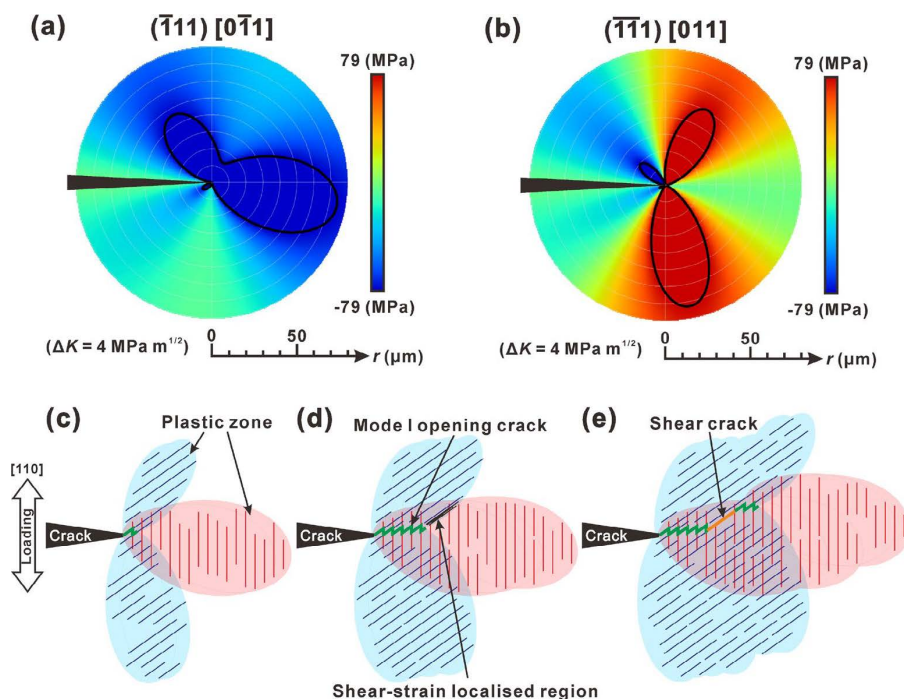 (a)
(1̅11) [01̅1]
79 (MPa)
-79 (MPa)
(ΔK = 4 MPa m1/2)
0 50
r (μm)
(b)
(1̅1̅1) [011]
79 (MPa)
-79 (MPa)
(ΔK = 4 MPa m1/2)
0 50
r (μm)
(c)
Plastic zone
[110]
Loading
Crack
(d)
Mode I opening crack
Crack
Shear-strain localised region
(e)
Shear crack
Crack